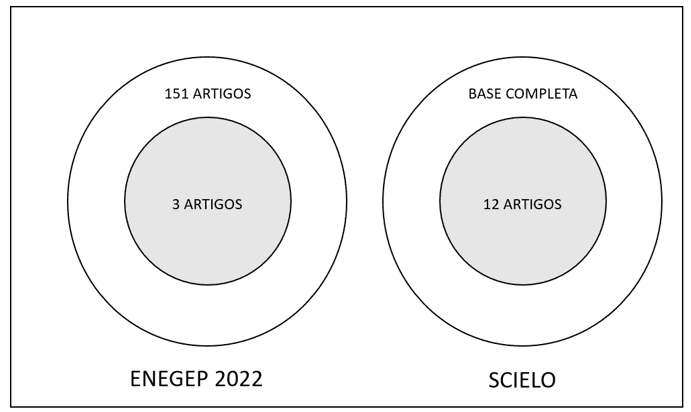 151 ARTIGOS
3 ARTIGOS
ENEGEP 2022
BASE COMPLETA
12 ARTIGOS
SCIELO